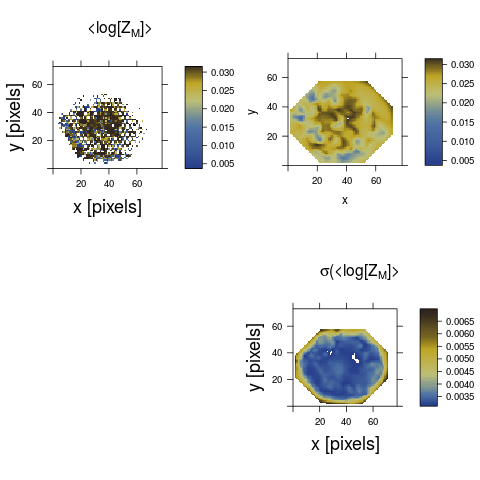 <log[Z_M]>
60
40
20
20 40 60
x [pixels]
y [pixels]
0.030
0.025
0.020
0.015
0.010
0.005
60
40
20
20 40 60
x
y
0.030
0.025
0.020
0.015
0.010
0.005
σ(<log[Z_M]>
60
40
20
20 40 60
x [pixels]
y [pixels]
0.0065
0.0060
0.0055
0.0050
0.0045
0.0040
0.0035